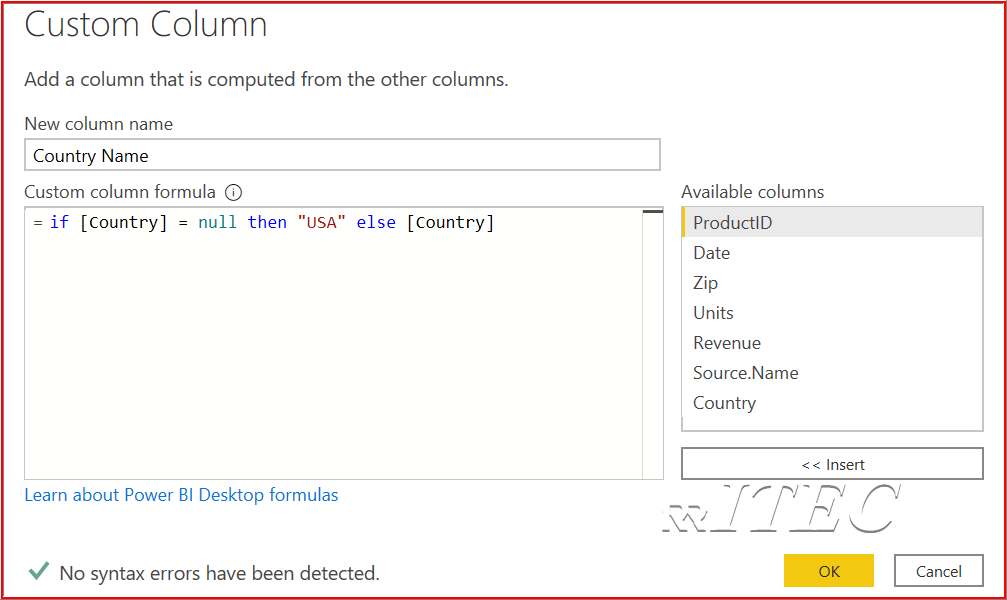 Custom Column
Add a column that is computed from the other columns.
New column name
Country Name
Custom column formula
= if [Country] = null then "USA" else [Country]
Available columns
ProductID
Date
Zip
Units
Revenue
Source.Name
Country
<< Insert
Learn about Power BI Desktop formulas
ITEC
No syntax errors have been detected.
OK
Cancel